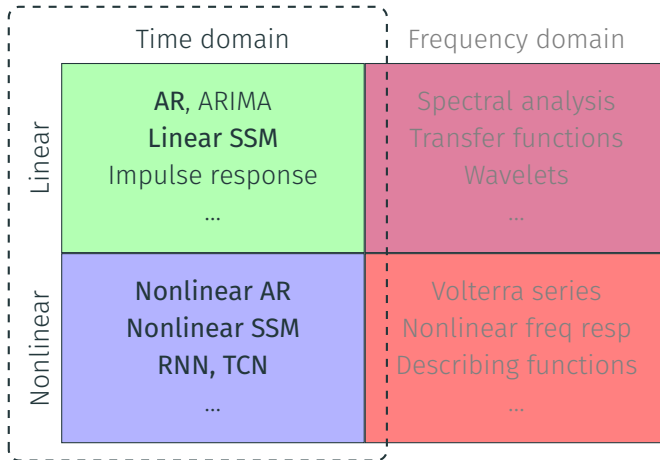 Time domain
Frequency domain
Linear
AR, ARIMA
Linear SSM
Impulse response
...
Spectral analysis
Transfer functions
Wavelets
...
Nonlinear
Nonlinear AR
Nonlinear SSM
RNN, TCN
...
Volterra series
Nonlinear freq resp
Describing functions
...